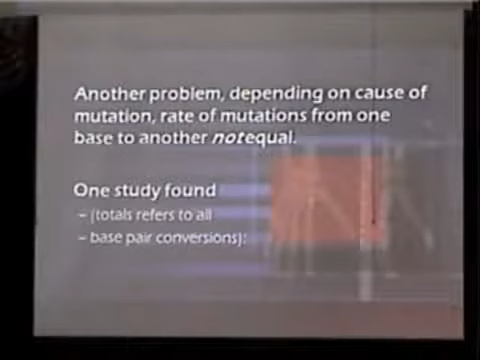 Another problem, depending on cause of
mutation, rate of mutations from one
base to another notequal.
One study found
– (totals refers to all
– base pair conversions):